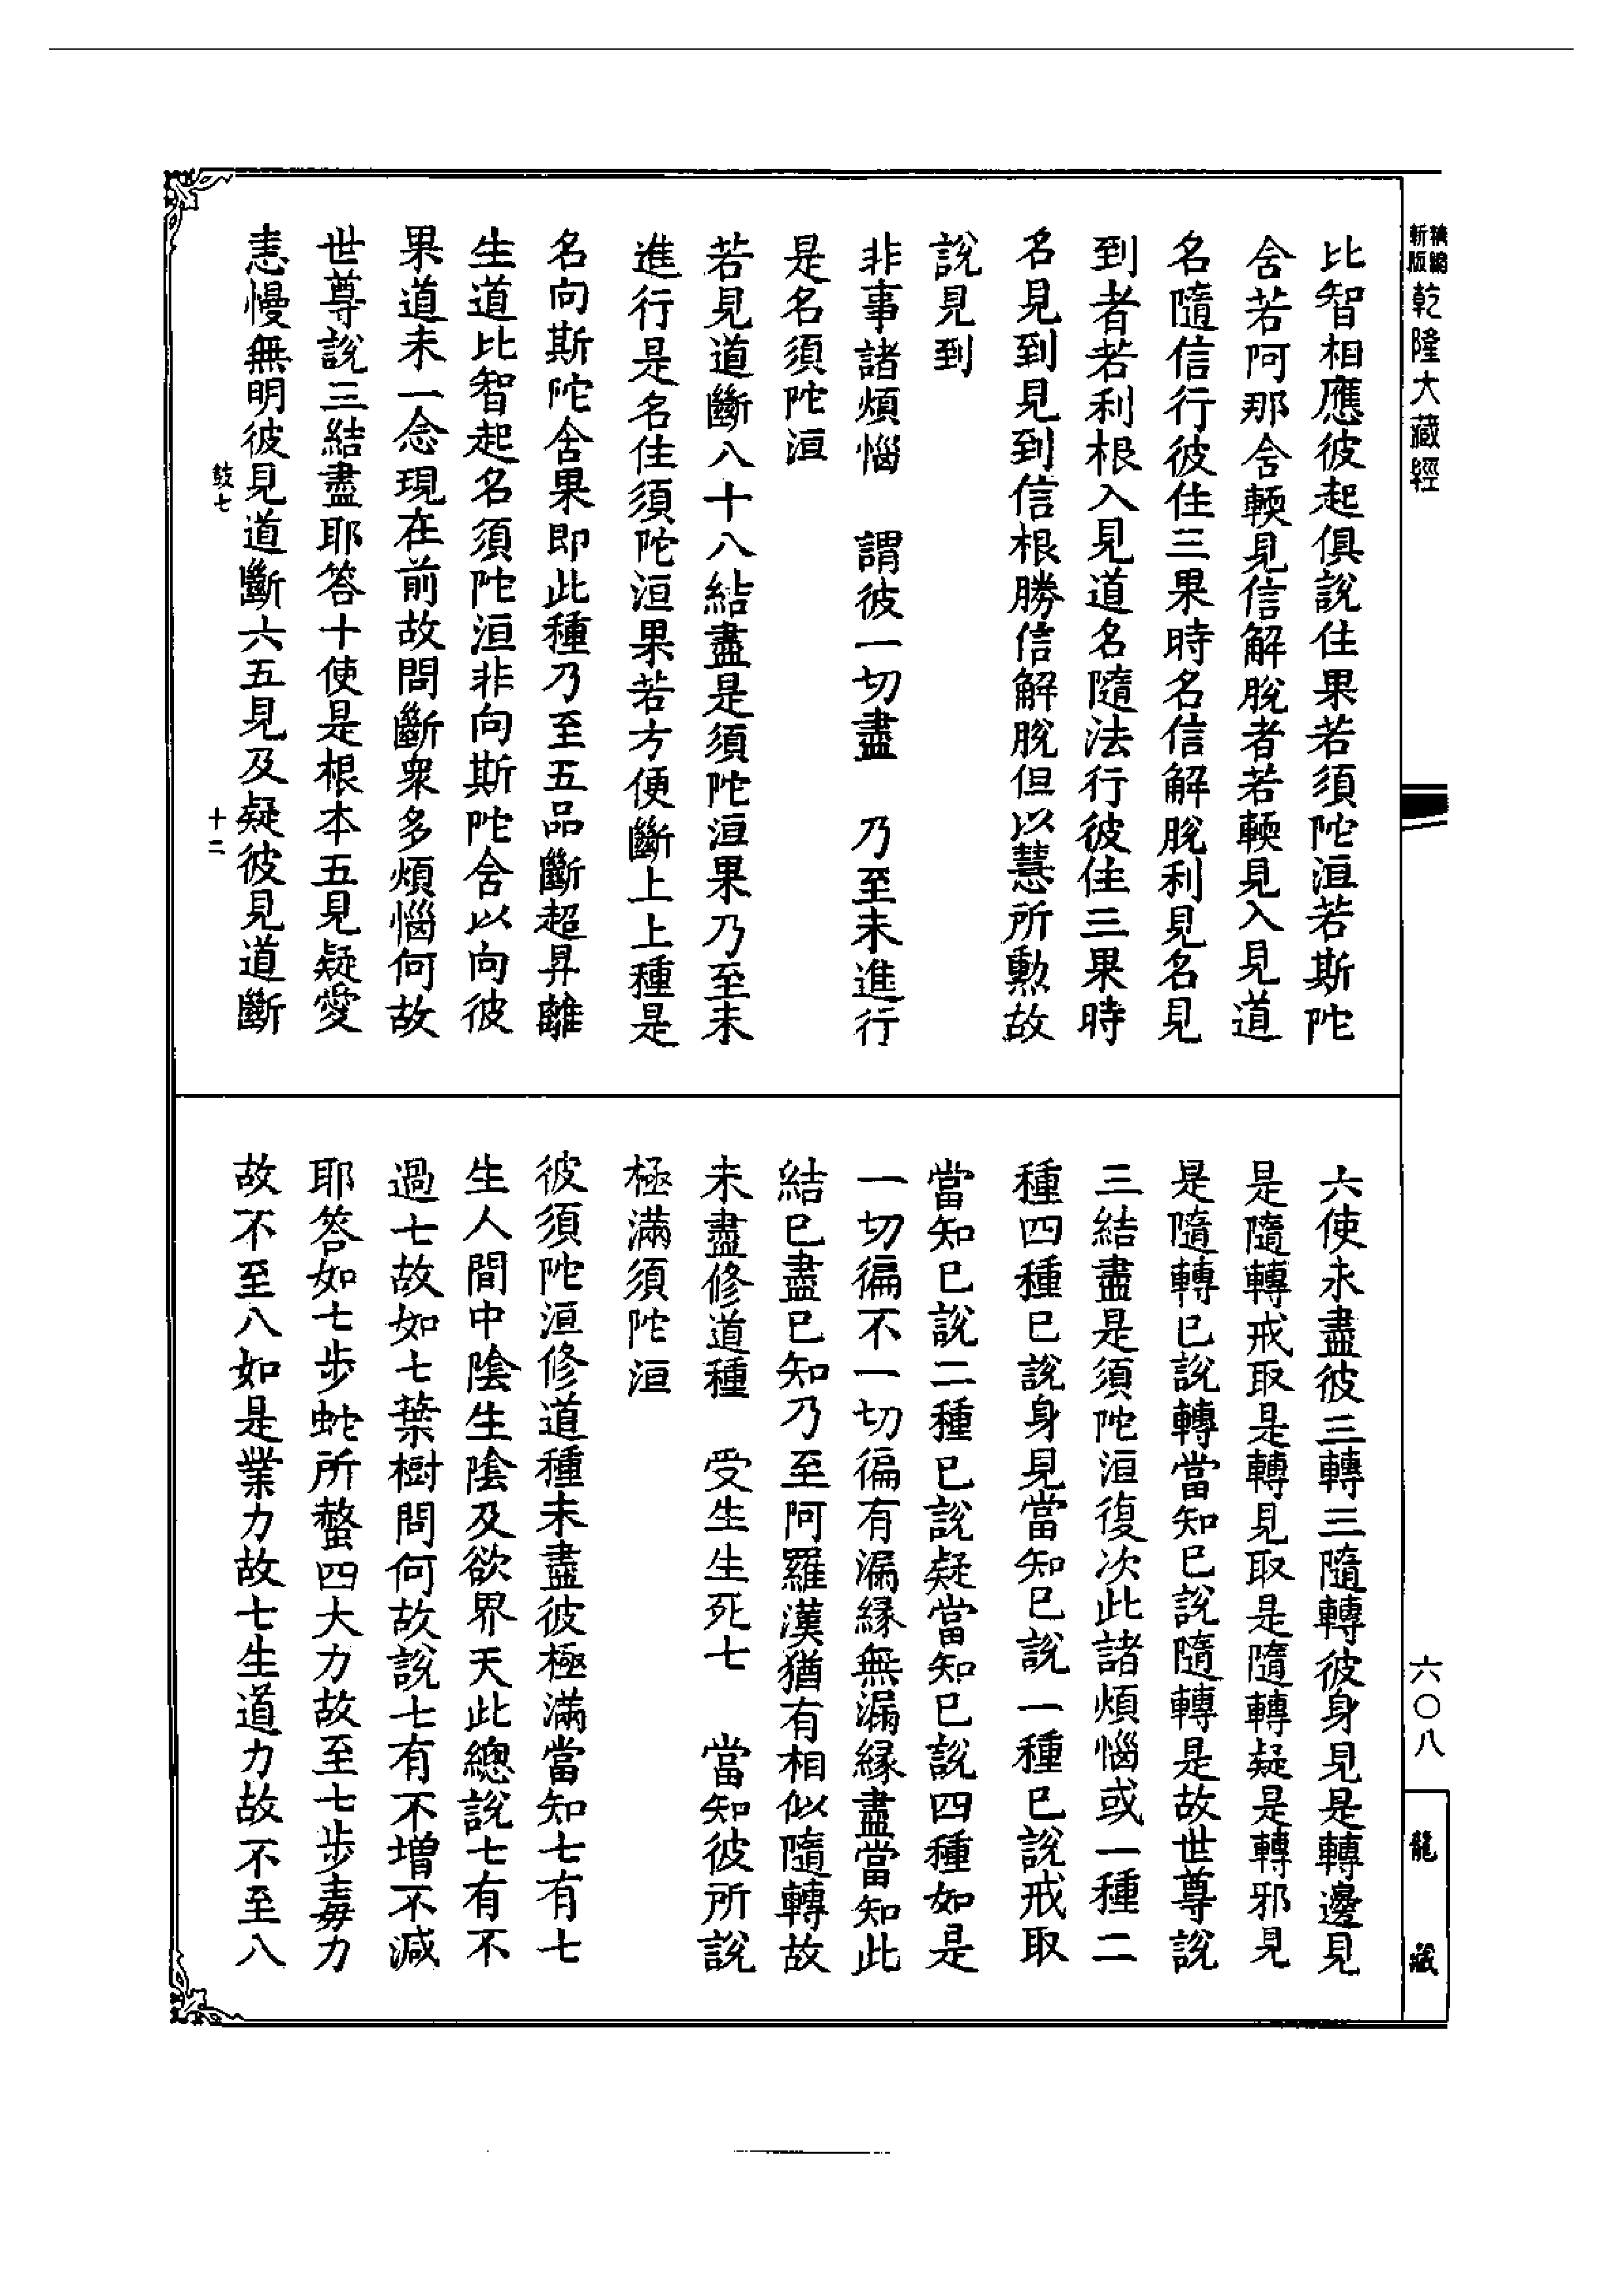 新版
精縮
乾隆大藏經
六〇八
龍藏
比智相應彼起俱說住果若須陀洹若斯陀
含若阿那含輭見信解脫者若輭見入見道
名隨信行彼住三果時名信解脫利見名見
到者若利根入見道名隨法行彼住三果時
名見到見到信根勝信解脫但以慧所勲故
說見到
非事諸煩惱　謂彼一切盡　乃至未進行
是名須陀洹
若見道斷八十八結盡是須陀洹果乃至未
進行是名住須陀洹果若方便斷上上種是
名向斯陀含果即此種乃至五品斷超昇離
生道比智起名須陀洹非向斯陀含以向彼
果道未一念現在前故問斷衆多煩惱何故
世尊說三結盡耶答十使是根本五見疑愛
恚慢無明彼見道斷六五見及疑彼見道斷
鼓七
十二
六使永盡彼三轉三隨轉彼身見是轉邊見
是隨轉戒取是轉見取是隨轉疑是轉邪見
是隨轉已說轉當知已說隨轉是故世尊說
三結盡是須陀洹復次此諸煩惱或一種二
種四種已說身見當知已說一種已說戒取
當知已說二種已說疑當知已說四種如是
一切徧不一切徧有漏緣無漏緣盡當知此
結已盡已知乃至阿羅漢猶有相似隨轉故
未盡修道種　受生生死七　當知彼所說
極滿須陀洹
彼須陀洹修道種未盡彼極滿當知七有七
生人間中陰生陰及欲界天此總說七有不
過七故如七葉樹問何故說七有不增不減
耶答如七步蛇所螫四大力故至七步毒力
故不至八如是業力故七生道力故不至八